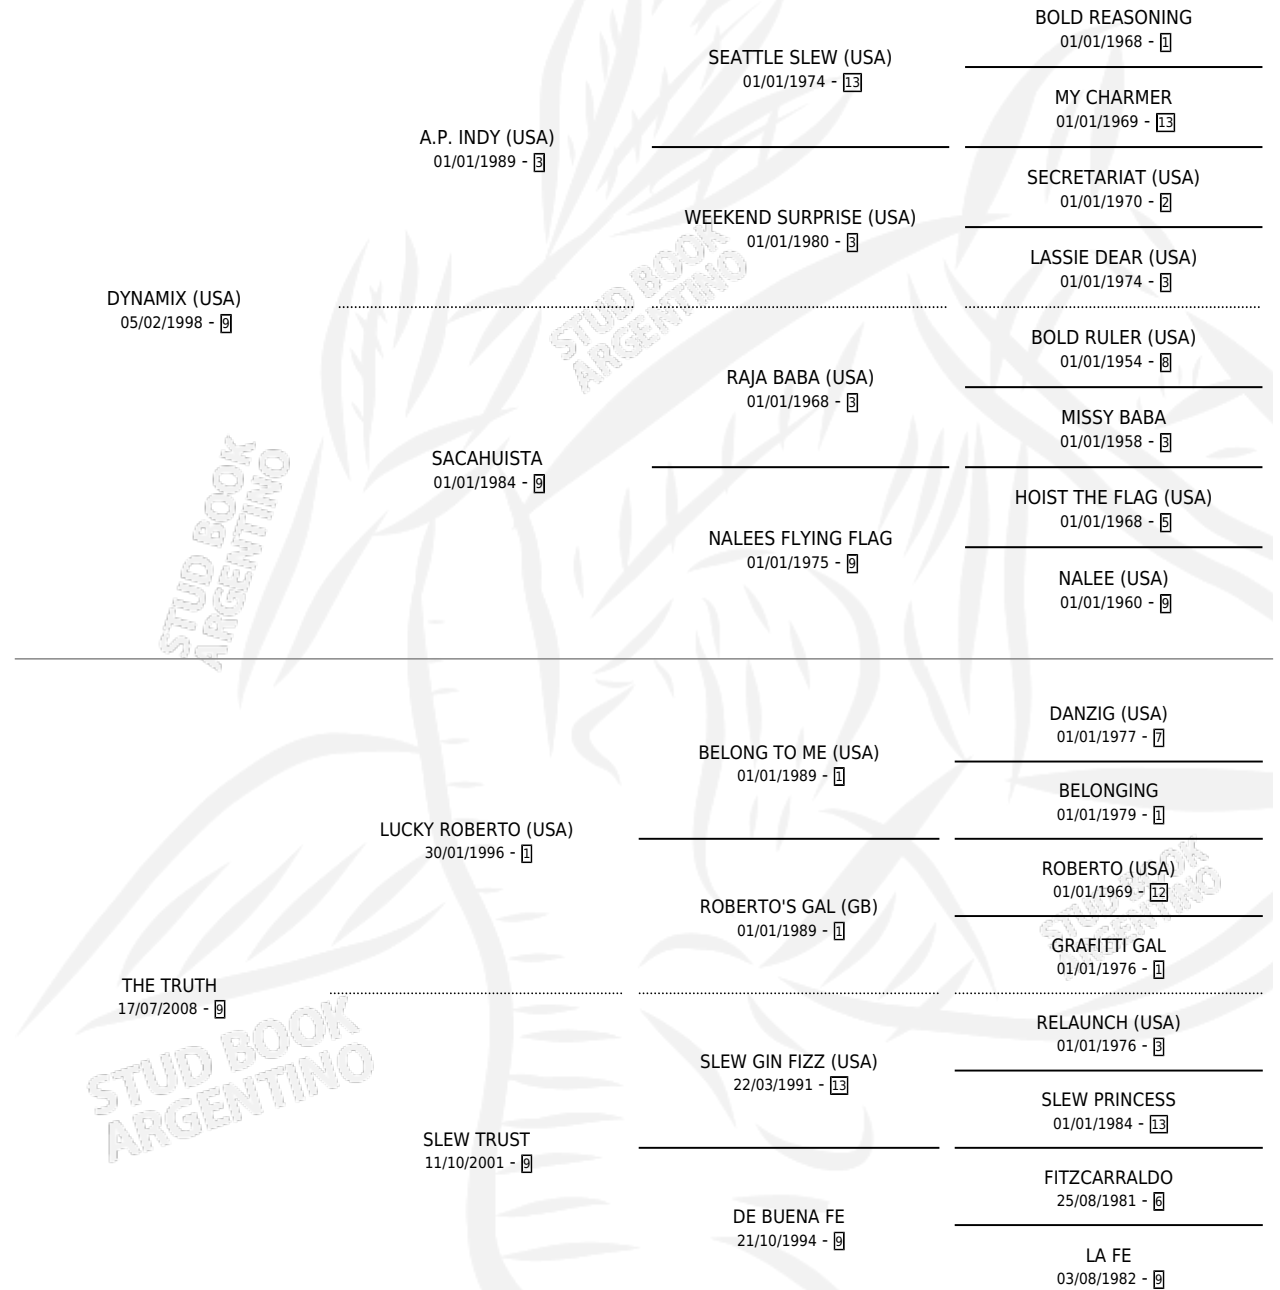 BOLD REASONING
01/01/1968 - 1
SEATTLE SLEW (USA)
01/01/1974 - 13
MY CHARMER
01/01/1969 - 13
A.P. INDY (USA)
01/01/1989 - 3
SECRETARIAT (USA)
01/01/1970 - 2
WEEKEND SURPRISE (USA)
01/01/1980 - 3
LASSIE DEAR (USA)
01/01/1974 - 3
DYNAMIX (USA)
05/02/1998 - 9
BOLD RULER (USA)
01/01/1954 - 8
RAJA BABA (USA)
01/01/1968 - 3
MISSY BABA
01/01/1958 - 3
SACAHUISTA
01/01/1984 - 9
HOIST THE FLAG (USA)
01/01/1968 - 5
NALEES FLYING FLAG
01/01/1975 - 9
NALEE (USA)
01/01/1960 - 9
DANZIG (USA)
01/01/1977 - 7
BELONG TO ME (USA)
01/01/1989 - 1
BELONGING
01/01/1979 - 1
LUCKY ROBERTO (USA)
30/01/1996 - 1
ROBERTO (USA)
01/01/1969 - 12
ROBERTO'S GAL (GB)
01/01/1989 - 1
GRAFITTI GAL
01/01/1976 - 1
THE TRUTH
17/07/2008 - 9
RELAUNCH (USA)
01/01/1976 - 3
SLEW GIN FIZZ (USA)
22/03/1991 - 13
SLEW PRINCESS
01/01/1984 - 13
SLEW TRUST
11/10/2001 - 9
FITZCARRALDO
25/08/1981 - 6
DE BUENA FE
21/10/1994 - 9
LA FE
03/08/1982 - 9
STUD BOOK
ARGENTINO
STUD BOOK
ARGENTINO
STUD BOOK
ARGENTINO
STUD BOOK
ARGENTINO